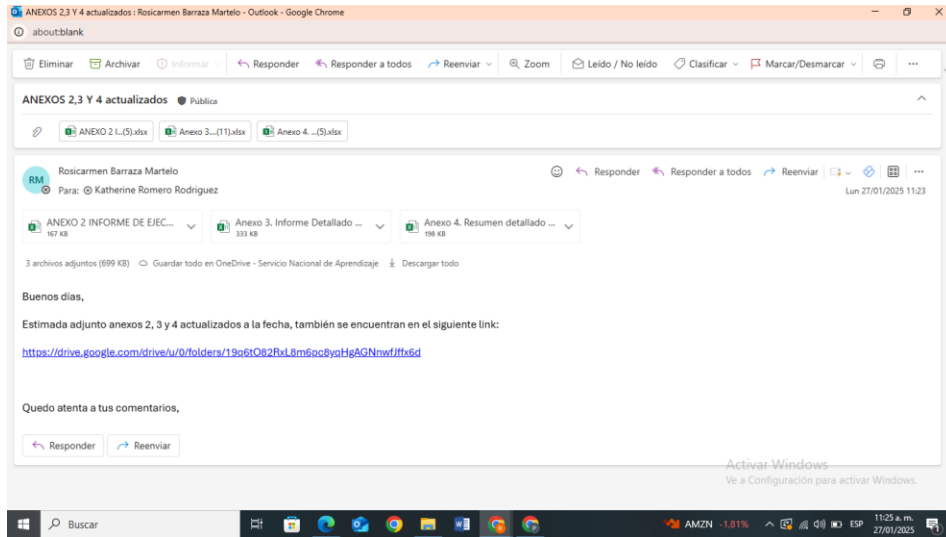 ANEXOS 2,3 Y 4 actualizados : Rosicarmen Barraza Martelo - Outlook - Google Chrome
about:blank
Eliminar Archivar Informar Responder Responder a todos Reenviar Zoom Leído / No leído Clasificar Marcar/Desmarcar
ANEXOS 2,3 Y 4 actualizados Pública
ANEXO 2 I...(5).xlsx Anexo 3....(11).xlsx Anexo 4. ...(5).xlsx
RM
Rosicarmen Barraza Martelo
Responder Responder a todos Reenviar
Para: Katherine Romero Rodriguez
Lun 27/01/2025 11:23
ANEXO 2 INFORME DE EJEC... Anexo 3. Informe Detallado ... Anexo 4. Resumen detallado ...
167 KB 333 KB 198 KB
3 archivos adjuntos (699 KB) Guardar todo en OneDrive - Servicio Nacional de Aprendizaje Descargar todo
Buenos días,
Estimada adjunto anexos 2, 3 y 4 actualizados a la fecha, también se encuentran en el siguiente link:
https://drive.google.com/drive/u/0/folders/19q6tO82RxL8m6pc8yqHgAGNnwfJffx6d
Quedo atenta a tus comentarios,
Responder Reenviar
Activar Windows
Ve a Configuración para activar Windows.
Buscar
AMZN -1,81% ESP
11:25 a. m.
27/01/2025